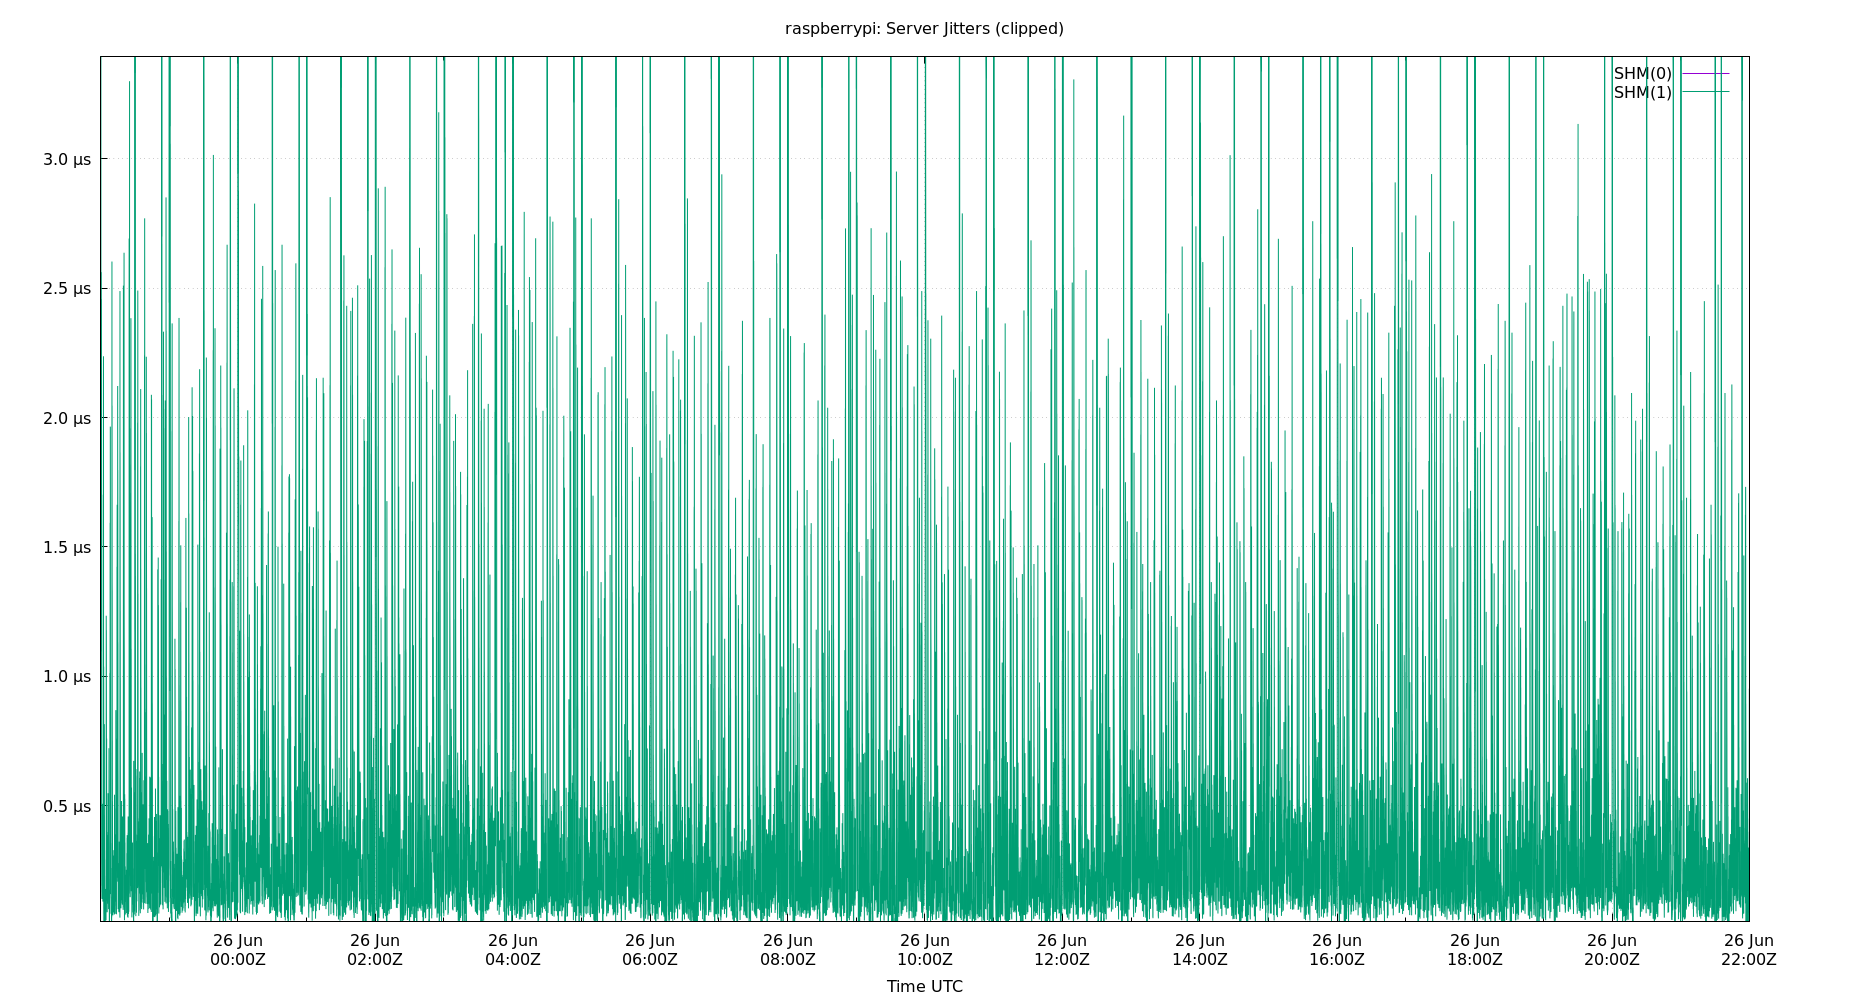 raspberrypi: Server Jitters (clipped)
SHM(0)
SHM(1)
3.0 μs
2.5 μs
2.0 μs
1.5 μs
1.0 μs
0.5 μs
26 Jun 26 Jun 26 Jun 26 Jun 26 Jun 26 Jun 26 Jun 26 Jun 26 Jun 26 Jun 26 Jun 26 Jun
00:00Z 02:00Z 04:00Z 06:00Z 08:00Z 10:00Z 12:00Z 14:00Z 16:00Z 18:00Z 20:00Z 22:00Z
Time UTC